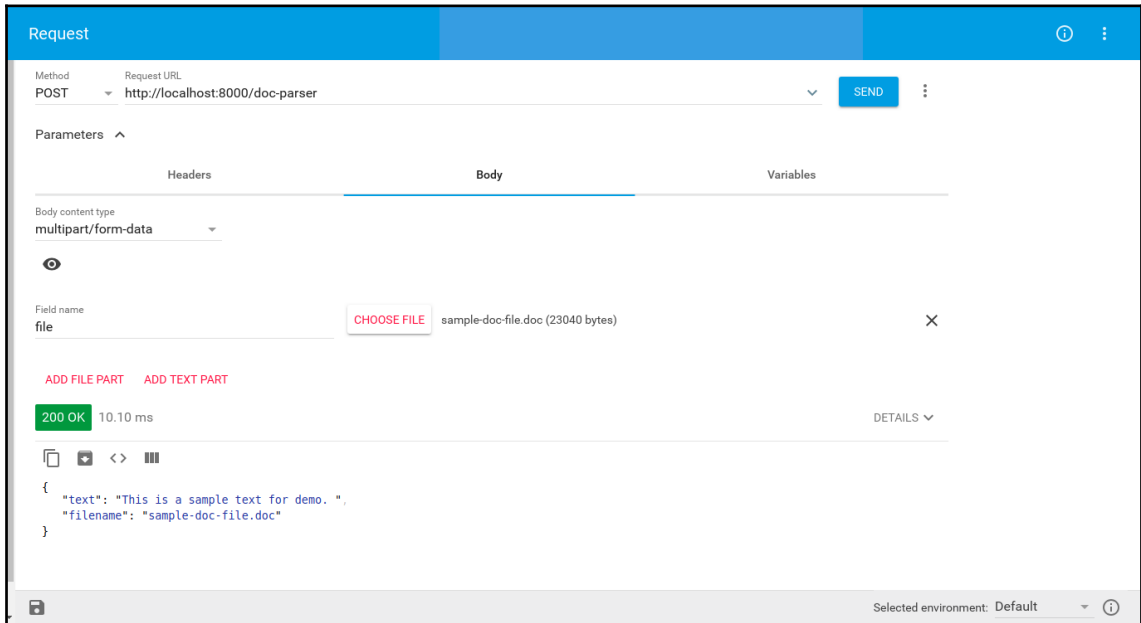 Request
Method Request URL
POST http://localhost:8000/doc-parser SEND
Parameters
Headers Body Variables
Body content type
multipart/form-data
Field name
file CHOOSE FILE sample-doc-file.doc (23040 bytes)
ADD FILE PART ADD TEXT PART
200 OK 10.10 ms DETAILS
{
"text": "This is a sample text for demo. ",
"filename": "sample-doc-file.doc"
}
Selected environment: Default